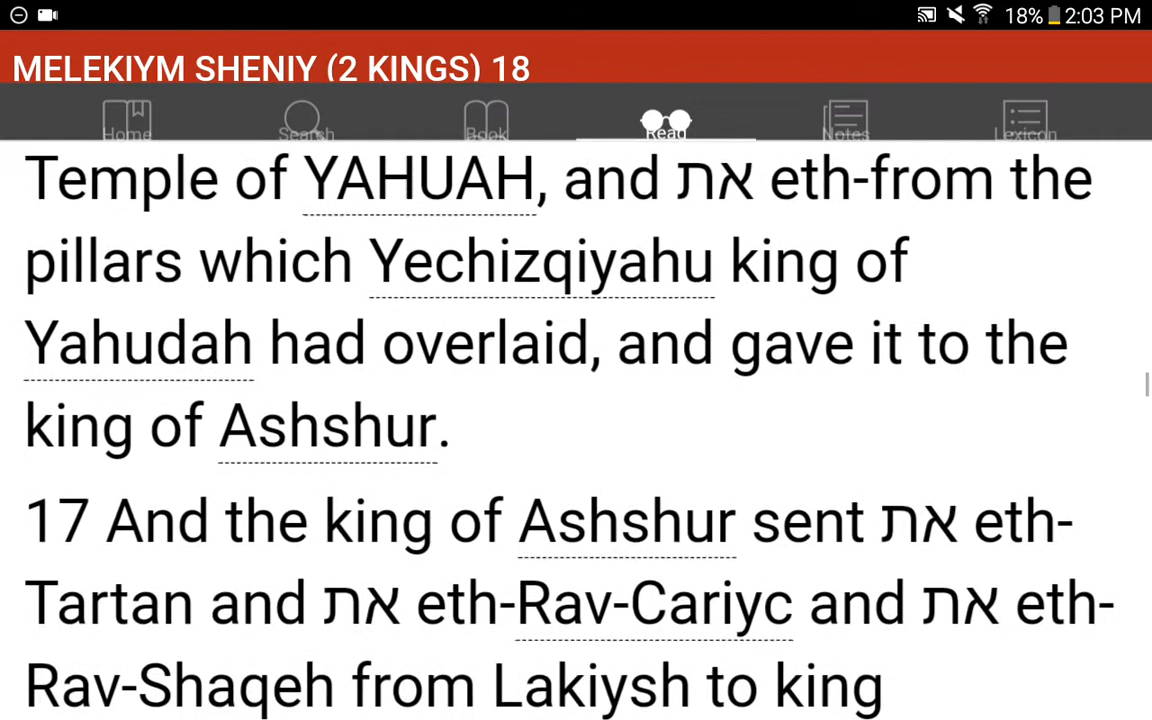 18% 2:03 PM
MELEKIYM SHENIY (2 KINGS) 18
Home Search Book Read Notes Lexicon
Temple of YAHUAH, and את eth-from the
pillars which Yechizqiyahu king of
Yahudah had overlaid, and gave it to the
king of Ashshur.
17 And the king of Ashshur sent את eth-
Tartan and את eth-Rav-Cariyc and את eth-
Rav-Shaqeh from Lakiysh to king